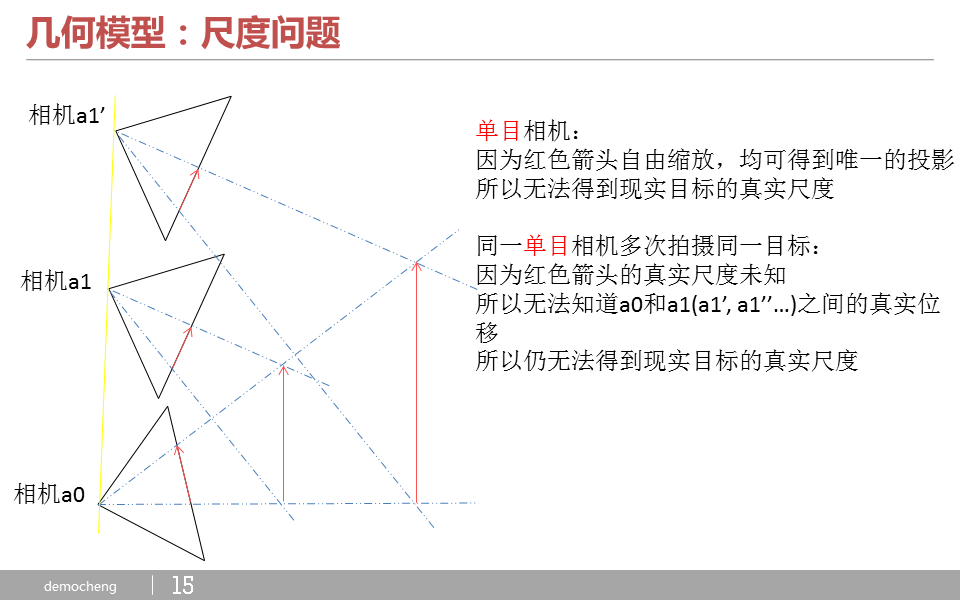 几何模型：尺度问题
相机a1’
单目相机：
因为红色箭头自由缩放，均可得到唯一的投影
所以无法得到现实目标的真实尺度
同一单目相机多次拍摄同一目标：
相机a1
因为红色箭头的真实尺度未知
所以无法知道a0和a1(a1’, a1’’…)之间的真实位
移
所以仍无法得到现实目标的真实尺度
相机a0
democheng
15